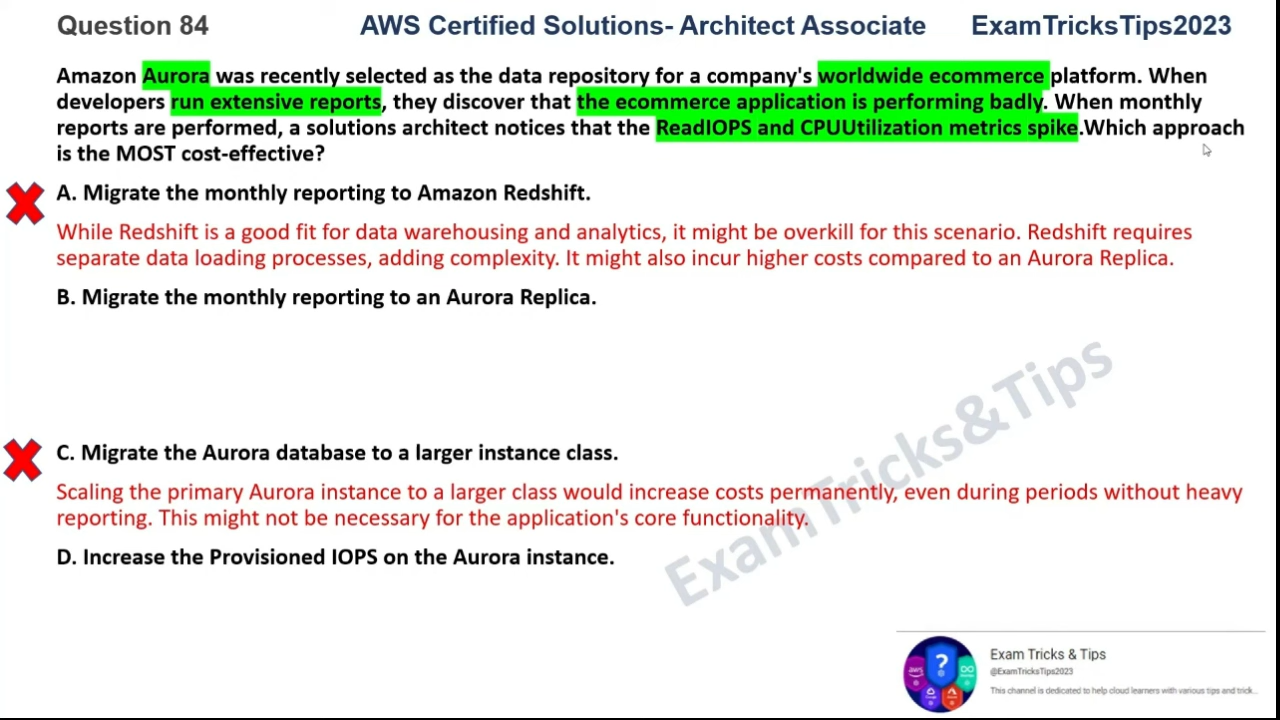 Question 84
AWS Certified Solutions- Architect Associate
ExamTricksTips2023
Amazon Aurora was recently selected as the data repository for a company's worldwide ecommerce platform. When
developers run extensive reports, they discover that the ecommerce application is performing badly. When monthly
reports are performed, a solutions architect notices that the ReadIOPS and CPUUtilization metrics spike.Which approach
is the MOST cost-effective?
A. Migrate the monthly reporting to Amazon Redshift.
While Redshift is a good fit for data warehousing and analytics, it might be overkill for this scenario. Redshift requires
separate data loading processes, adding complexity. It might also incur higher costs compared to an Aurora Replica.
B. Migrate the monthly reporting to an Aurora Replica.
C. Migrate the Aurora database to a larger instance class.
Scaling the primary Aurora instance to a larger class would increase costs permanently, even during periods without heavy
reporting. This might not be necessary for the application's core functionality.
D. Increase the Provisioned IOPS on the Aurora instance.
ExamTricks&Tips
aws
?
Exam Tricks & Tips
@ExamTricksTips2023
This channel is dedicated to help cloud learners with various tips and trick...